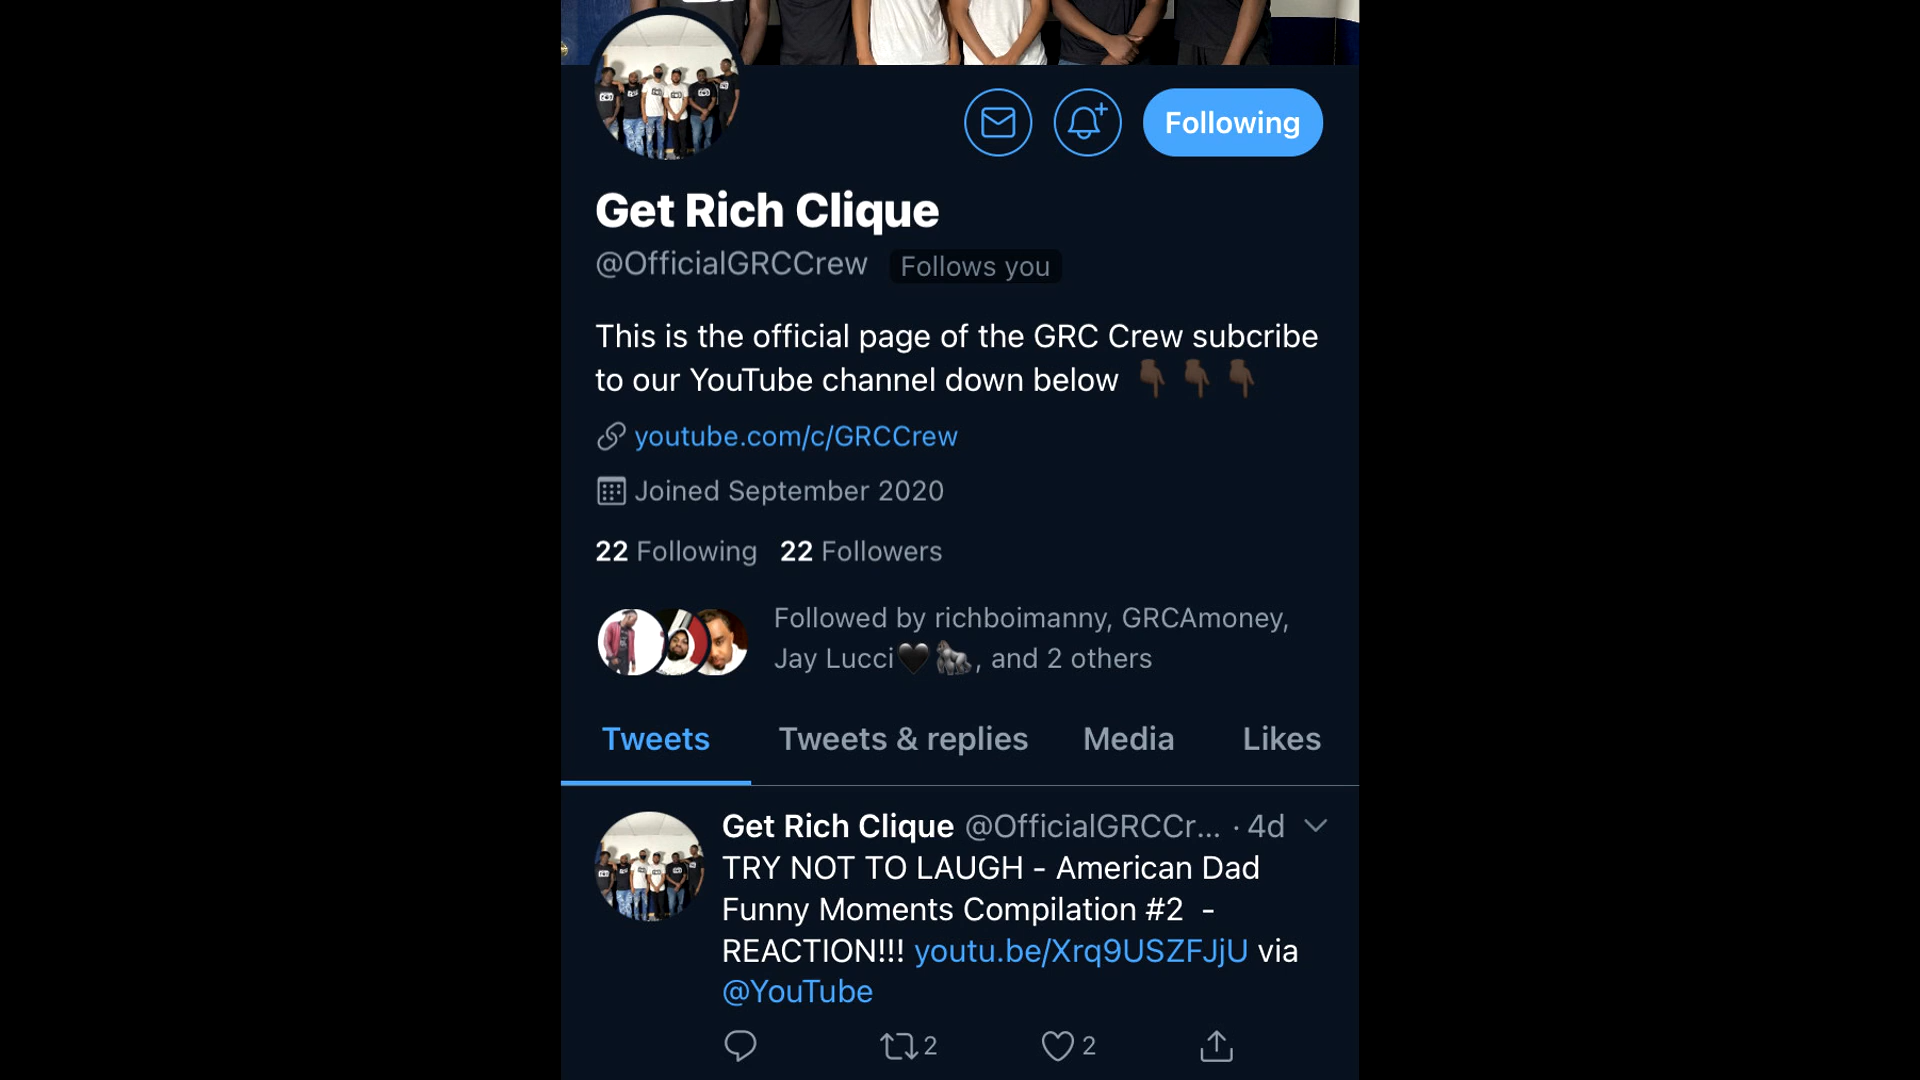 Following
Get Rich Clique
@OfficialGRCCrew Follows you
This is the official page of the GRC Crew subcribe
to our YouTube channel down below 👇🏿👇🏿👇🏿
youtube.com/c/GRCCrew
Joined September 2020
22 Following 22 Followers
Followed by richboimanny, GRCAmoney,
Jay Lucci🖤🦍, and 2 others
Tweets Tweets & replies Media Likes
Get Rich Clique @OfficialGRCCr... · 4d
TRY NOT TO LAUGH - American Dad
Funny Moments Compilation #2 -
REACTION!!! youtu.be/Xrq9USZFJjU via
@YouTube
2 2